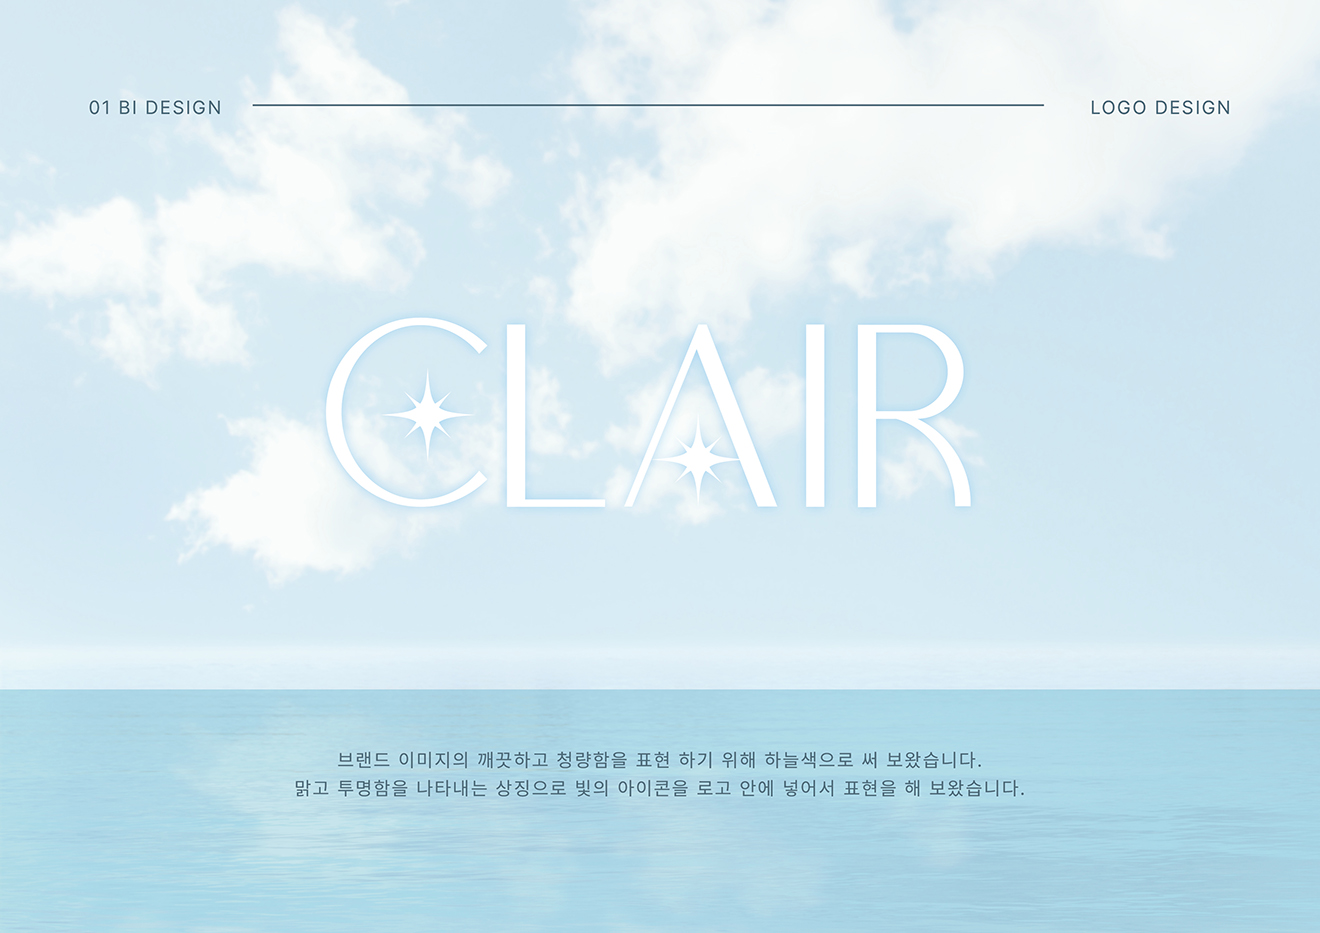 01 BI DESIGN
LOGO DESIGN
CLAIR
브랜드 이미지의 깨끗하고 청량함을 표현 하기 위해 하늘색으로 써 보왔습니다.
맑고 투명함을 나타내는 상징으로 빛의 아이콘을 로고 안에 넣어서 표현을 해 보왔습니다.